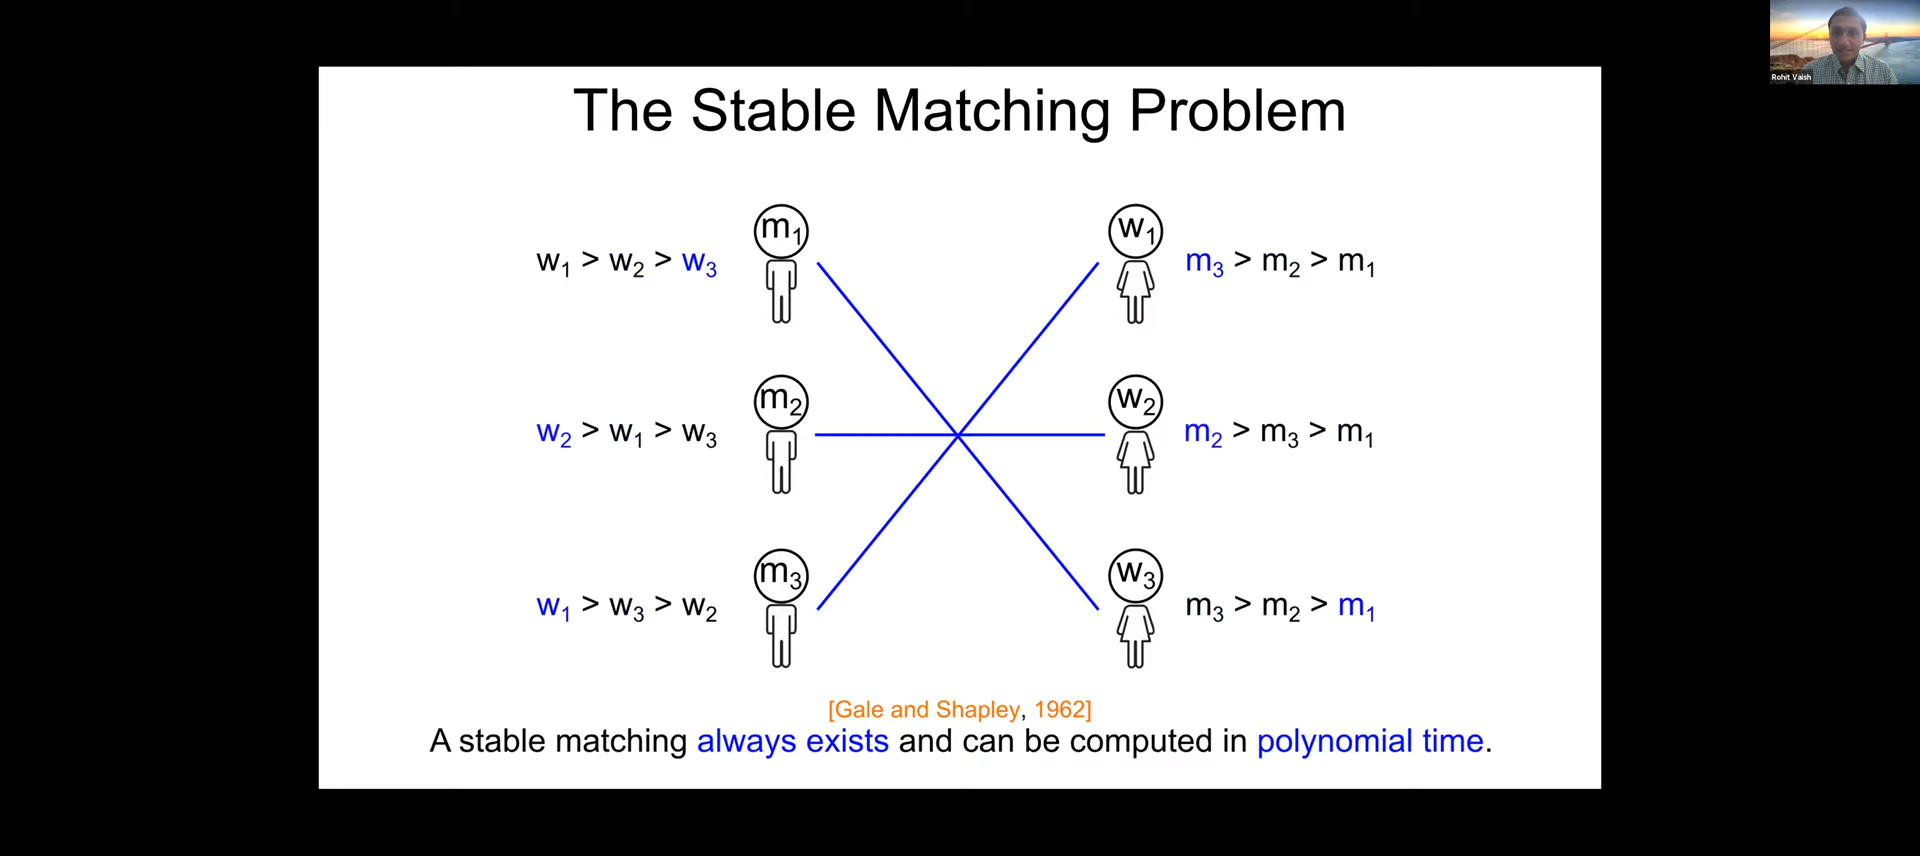 Rohit Vaish
The Stable Matching Problem
w₁ > w₂ > w₃
m₁
w₁
m₃ > m₂ > m₁
w₂ > w₁ > w₃
m₂
w₂
m₂ > m₃ > m₁
w₁ > w₃ > w₂
m₃
w₃
m₃ > m₂ > m₁
[Gale and Shapley, 1962]
A stable matching always exists and can be computed in polynomial time.